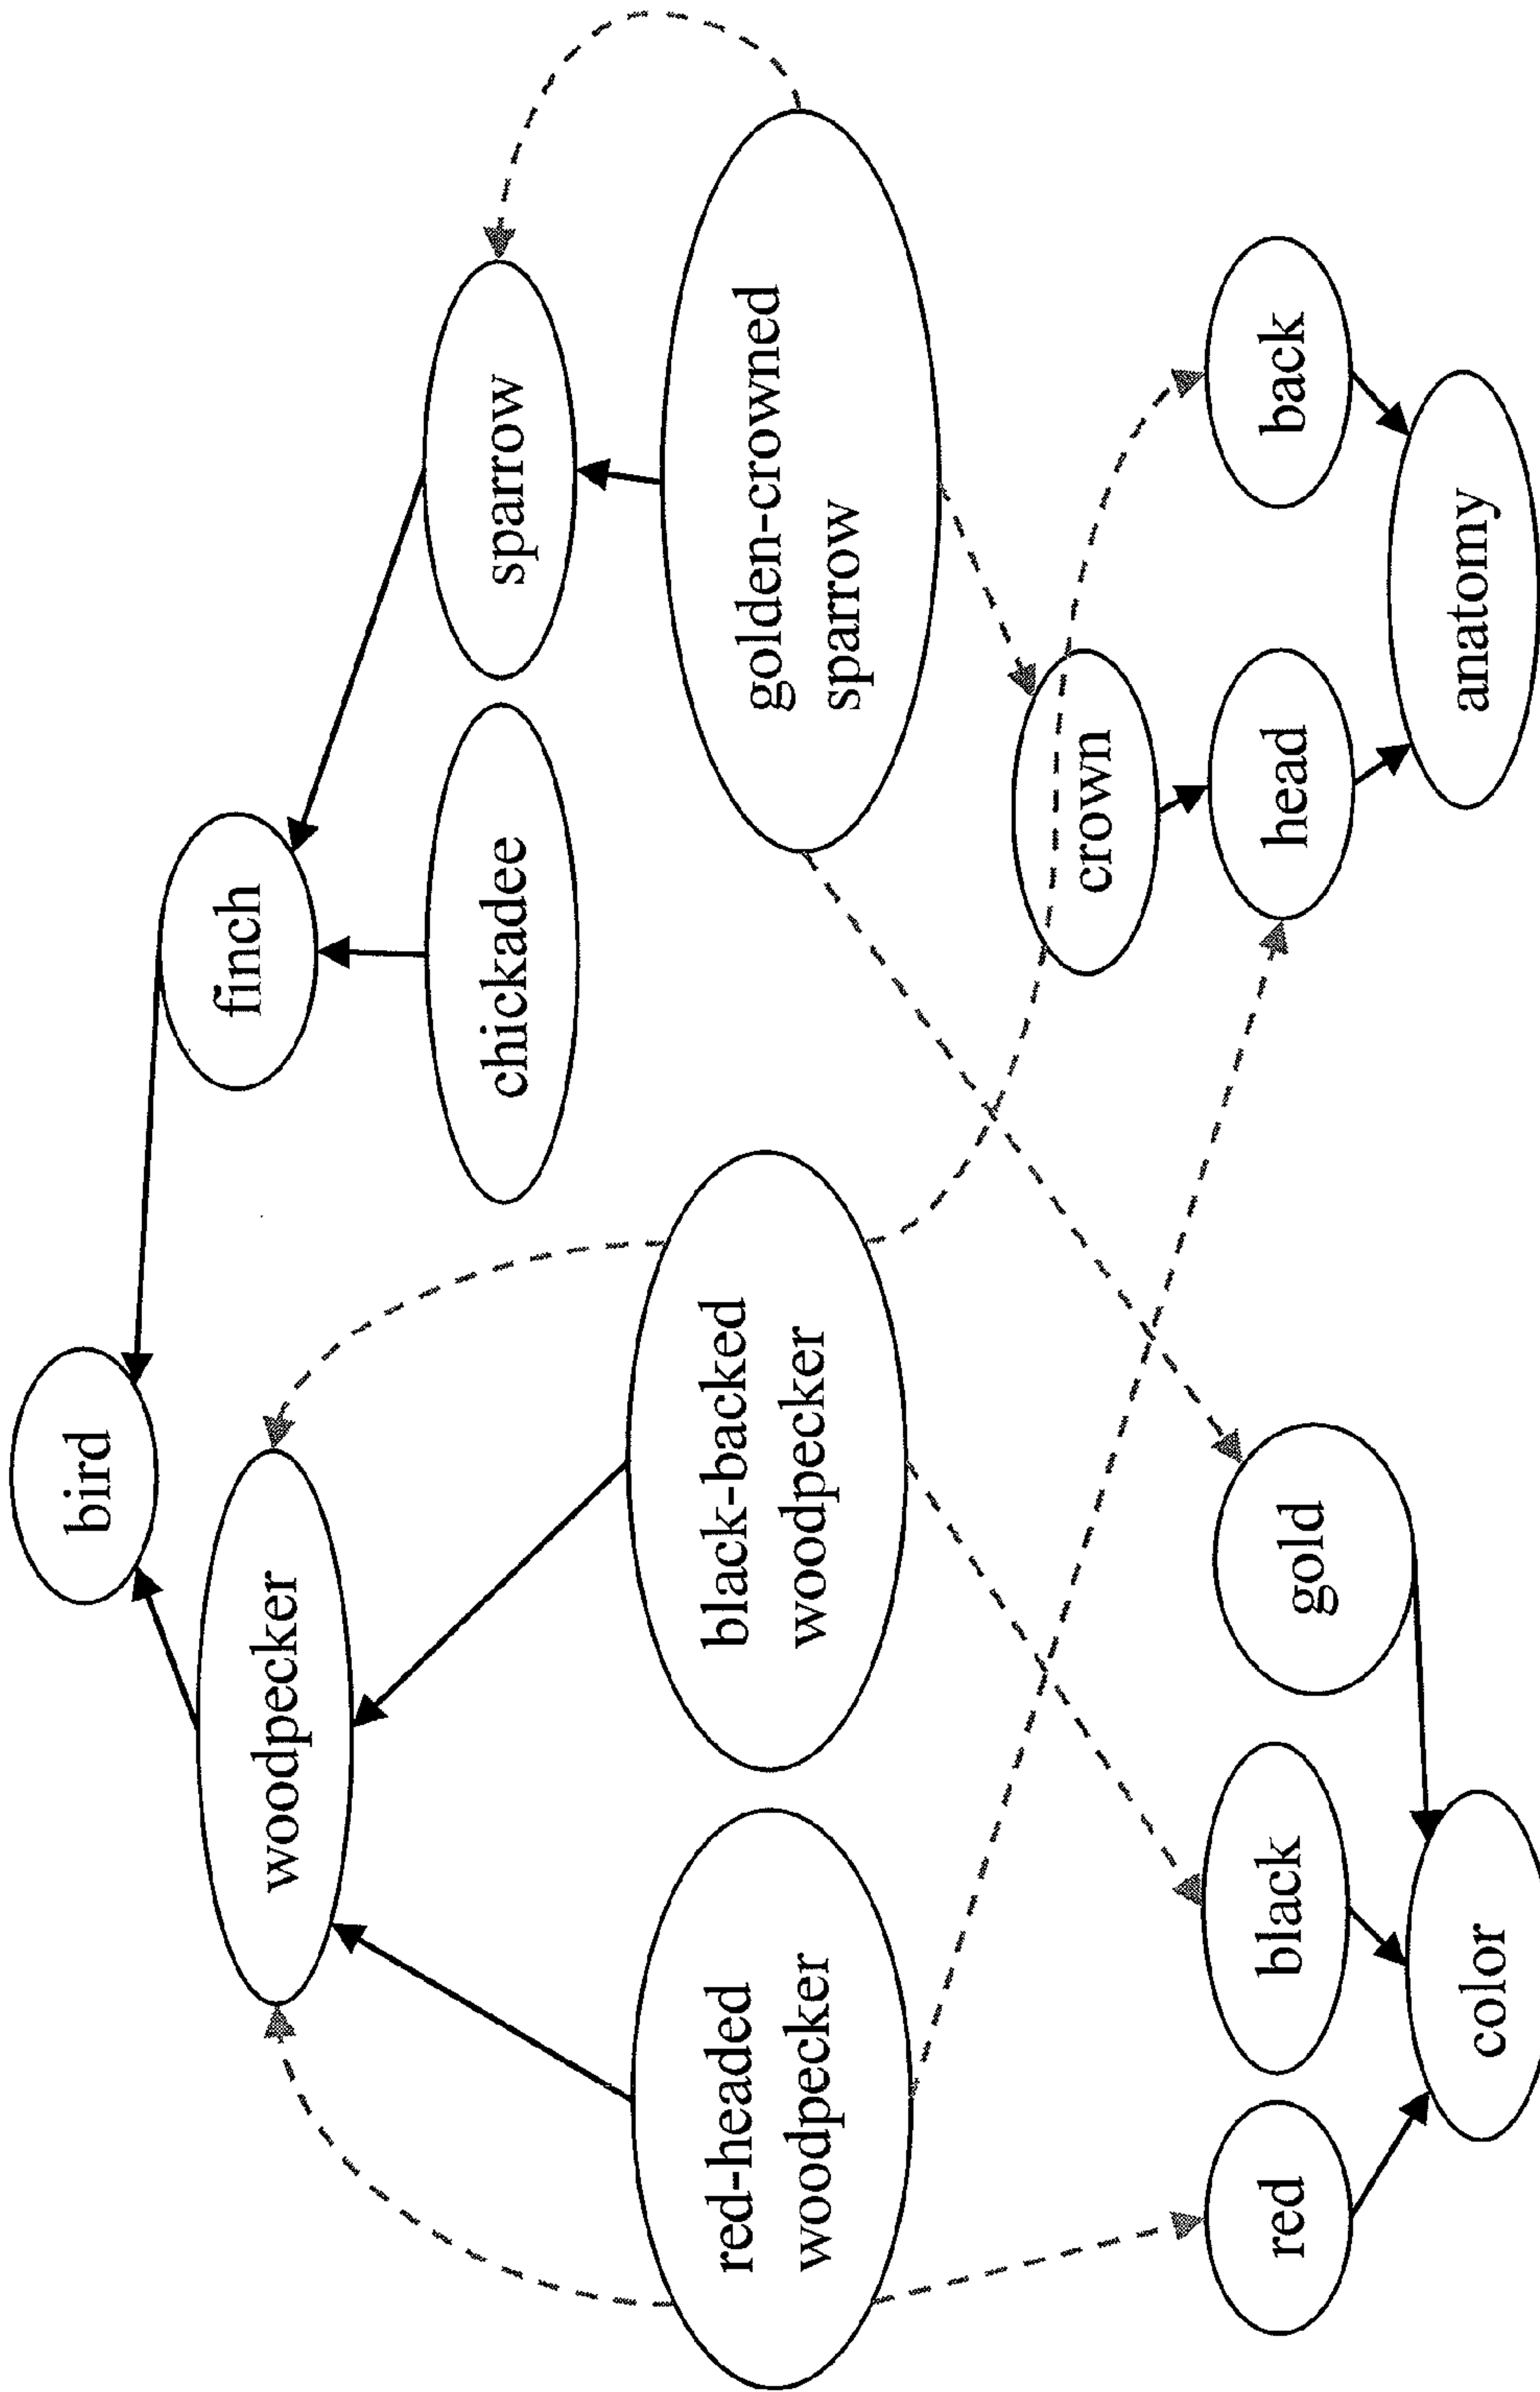 bird
woodpecker
finch
red-headed
woodpecker
black-backed
woodpecker
chickadee
sparrow
golden-crowned
sparrow
crown
red
black
gold
head
back
color
anatomy